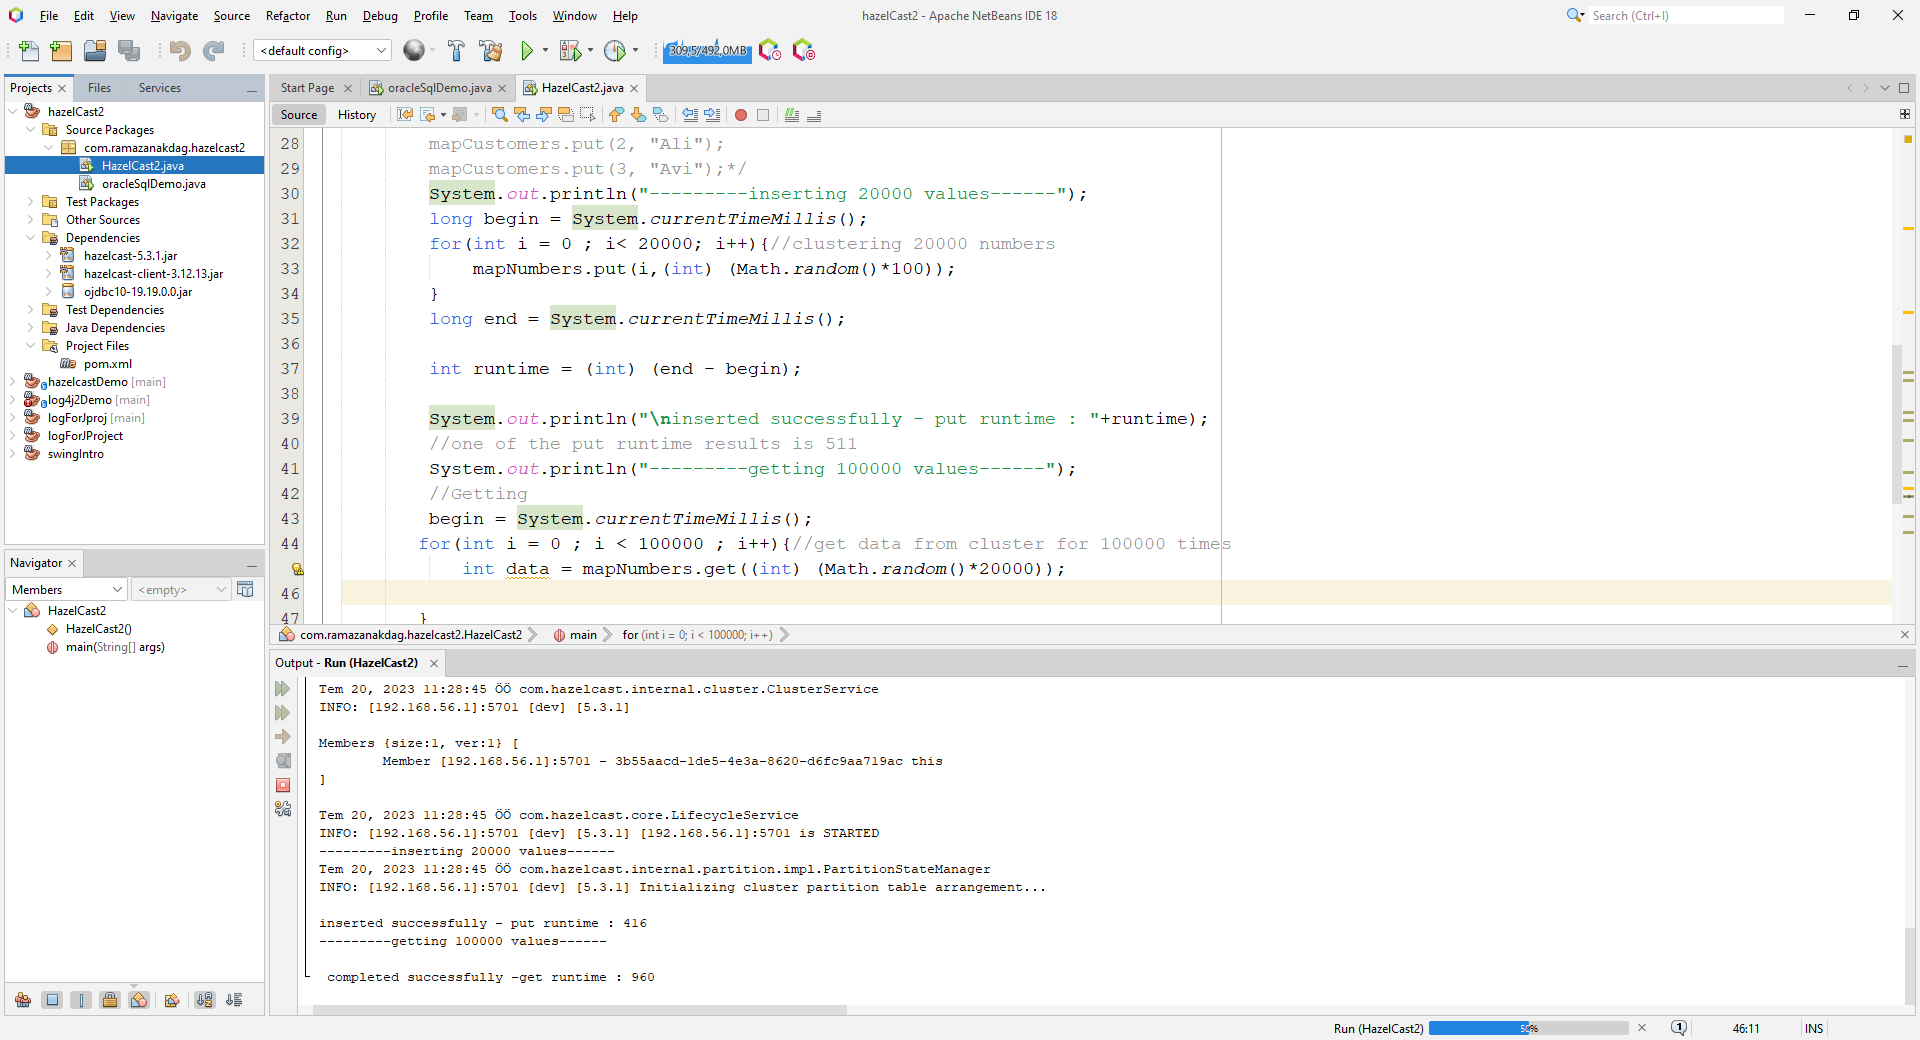 File Edit View Navigate Source Refactor Run Debug Profile Team Tools Window Help
hazelCast2 - Apache NetBeans IDE 18
Search (Ctrl+I)
<default config>
309,5/492,0MB
Projects Files Services
hazelCast2
Source Packages
com.ramazanakdag.hazelcast2
HazelCast2.java
oracleSqlDemo.java
Test Packages
Other Sources
Dependencies
hazelcast-5.3.1.jar
hazelcast-client-3.12.13.jar
ojdbc10-19.19.0.0.jar
Test Dependencies
Java Dependencies
Project Files
pom.xml
hazelcastDemo [main]
log4j2Demo [main]
logForJproj [main]
logForJProject
swingIntro
Navigator
Members <empty>
HazelCast2
HazelCast2()
main(String[] args)
Start Page oracleSqlDemo.java HazelCast2.java
Source History
28 mapCustomers.put(2, "Ali");
29 mapCustomers.put(3, "Avi");*/
30 System.out.println("---------inserting 20000 values------");
31 long begin = System.currentTimeMillis();
32 for(int i = 0 ; i< 20000; i++){//clustering 20000 numbers
33 mapNumbers.put(i,(int) (Math.random()*100));
34 }
35 long end = System.currentTimeMillis();
36
37 int runtime = (int) (end - begin);
38
39 System.out.println("\ninserted successfully - put runtime : "+runtime);
40 //one of the put runtime results is 511
41 System.out.println("---------getting 100000 values------");
42 //Getting
43 begin = System.currentTimeMillis();
44 for(int i = 0 ; i < 100000 ; i++){//get data from cluster for 100000 times
int data = mapNumbers.get((int) (Math.random()*20000));
46
47 }
com.ramazanakdag.hazelcast2.HazelCast2 main for (int i = 0; i < 100000; i++)
Output - Run (HazelCast2)
Tem 20, 2023 11:28:45 ÖÖ com.hazelcast.internal.cluster.ClusterService
INFO: [192.168.56.1]:5701 [dev] [5.3.1]
Members {size:1, ver:1} [
Member [192.168.56.1]:5701 - 3b55aacd-1de5-4e3a-8620-d6fc9aa719ac this
]
Tem 20, 2023 11:28:45 ÖÖ com.hazelcast.core.LifecycleService
INFO: [192.168.56.1]:5701 [dev] [5.3.1] [192.168.56.1]:5701 is STARTED
---------inserting 20000 values------
Tem 20, 2023 11:28:45 ÖÖ com.hazelcast.internal.partition.impl.PartitionStateManager
INFO: [192.168.56.1]:5701 [dev] [5.3.1] Initializing cluster partition table arrangement...
inserted successfully - put runtime : 416
---------getting 100000 values------
completed successfully -get runtime : 960
Run (HazelCast2) 50% 1 46:11 INS